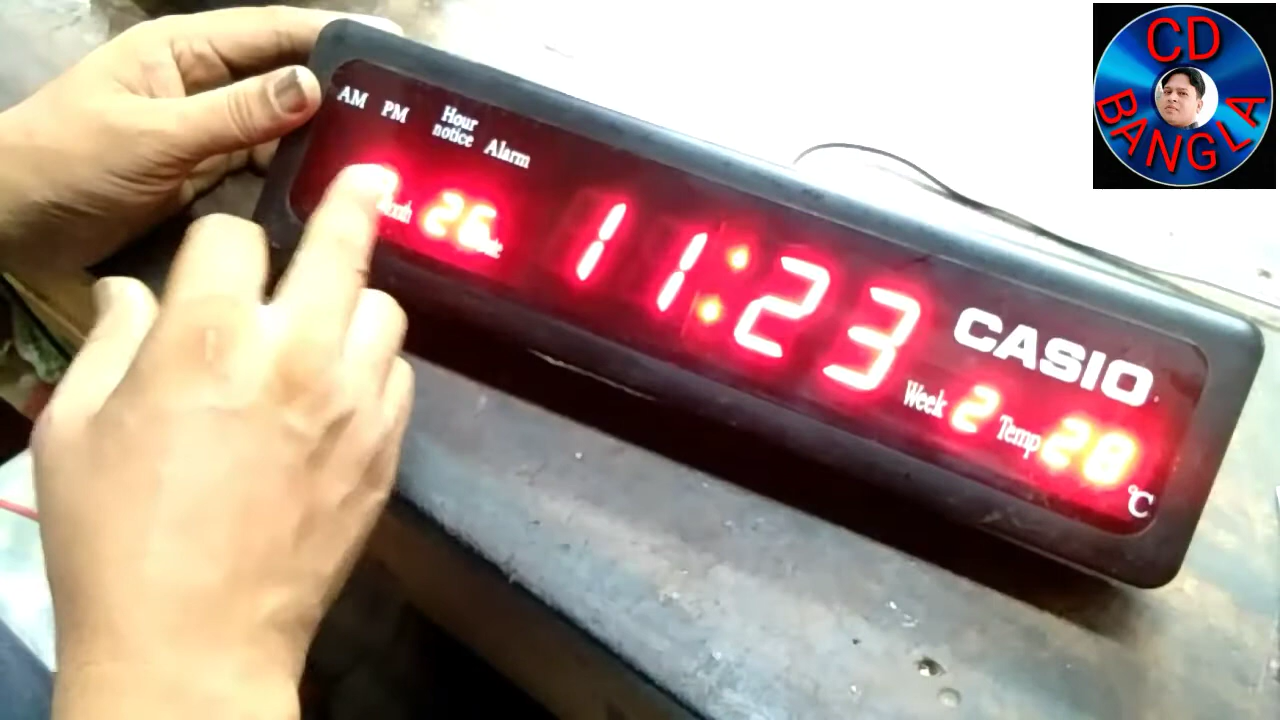 CD
BANGLA
AM PM Hour
notice Alarm
26
11:23
CASIO
Week 2 Temp 28
°C